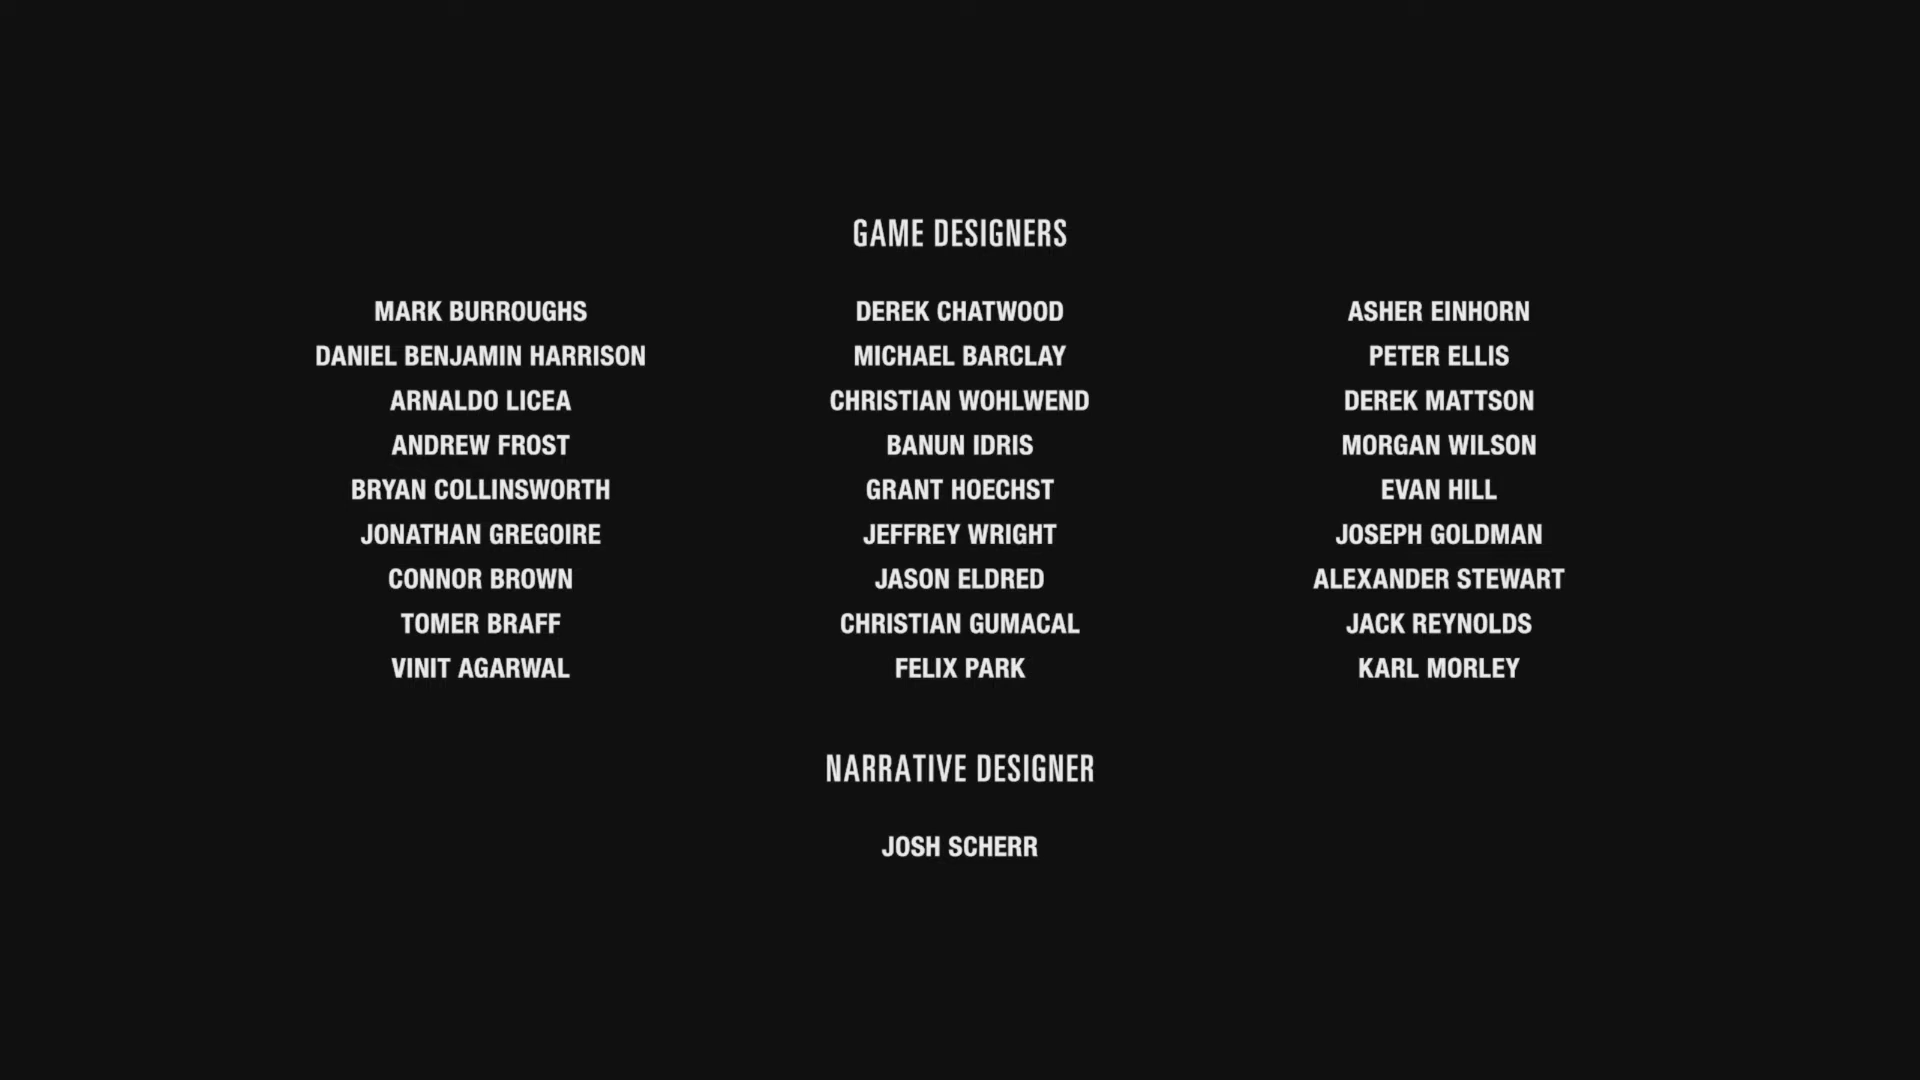 GAME DESIGNERS
MARK BURROUGHS
DANIEL BENJAMIN HARRISON
ARNALDO LICEA
ANDREW FROST
BRYAN COLLINSWORTH
JONATHAN GREGOIRE
CONNOR BROWN
TOMER BRAFF
VINIT AGARWAL
DEREK CHATWOOD
MICHAEL BARCLAY
CHRISTIAN WOHLWEND
BANUN IDRIS
GRANT HOECHST
JEFFREY WRIGHT
JASON ELDRED
CHRISTIAN GUMACAL
FELIX PARK
ASHER EINHORN
PETER ELLIS
DEREK MATTSON
MORGAN WILSON
EVAN HILL
JOSEPH GOLDMAN
ALEXANDER STEWART
JACK REYNOLDS
KARL MORLEY
NARRATIVE DESIGNER
JOSH SCHERR